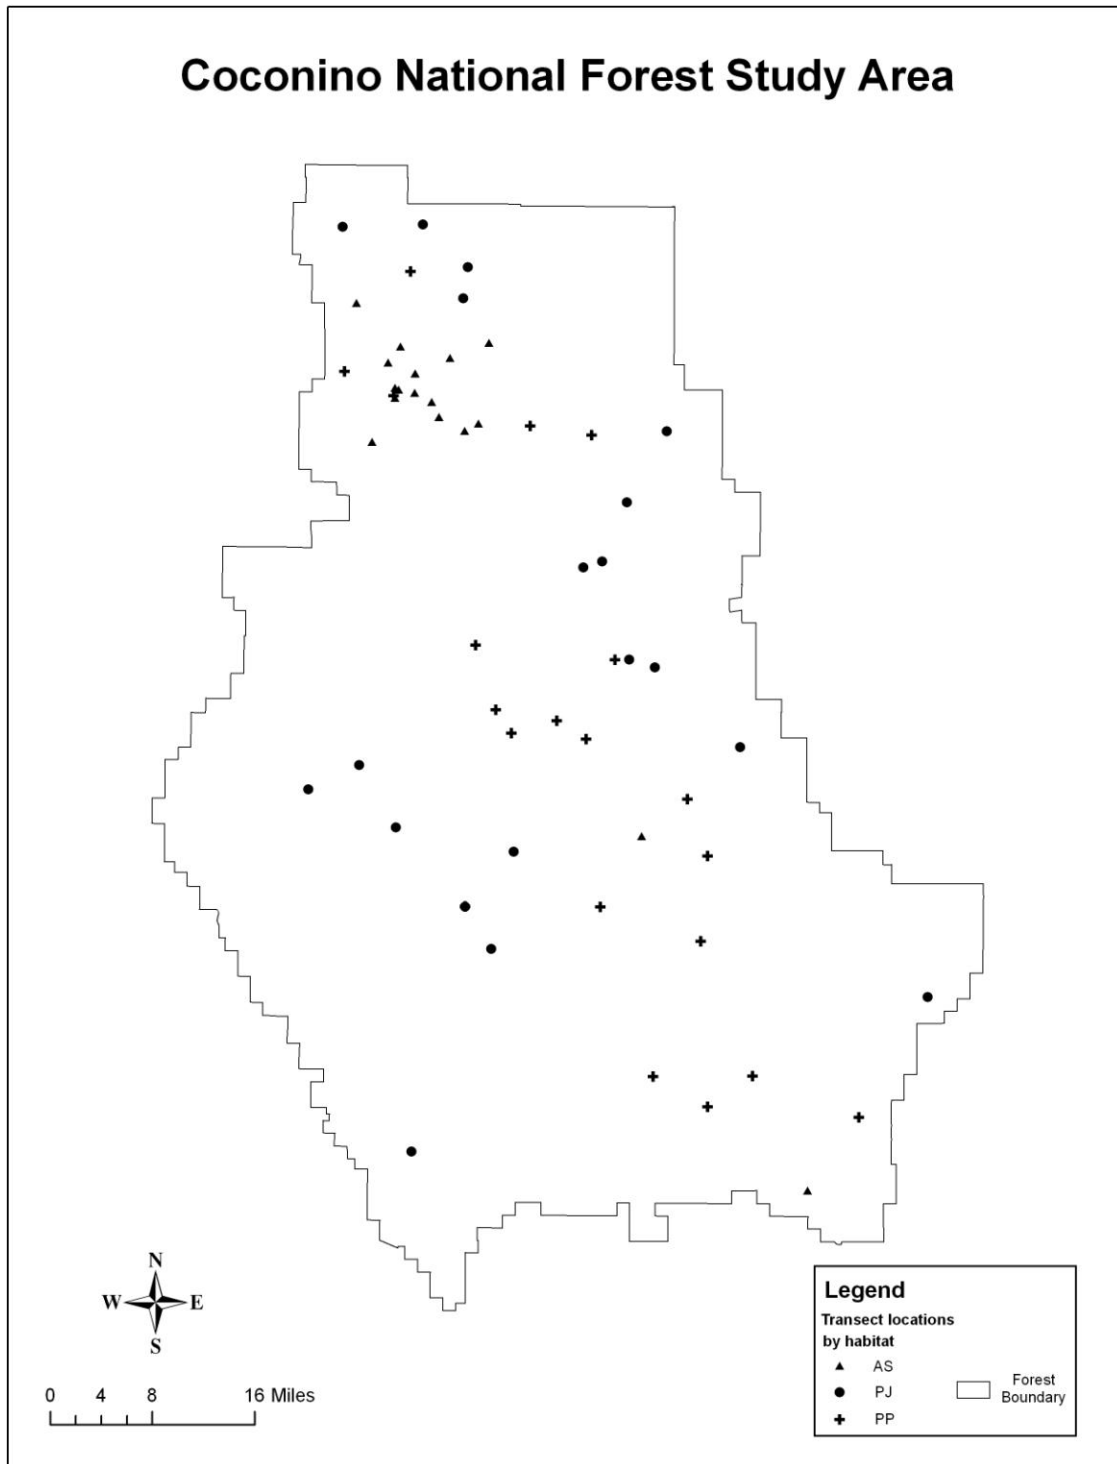 Coconino National Forest Study Area
N
W E
S
0 4 8 16 Miles
Legend
Transect locations
by habitat
AS
PJ
PP
Forest
Boundary